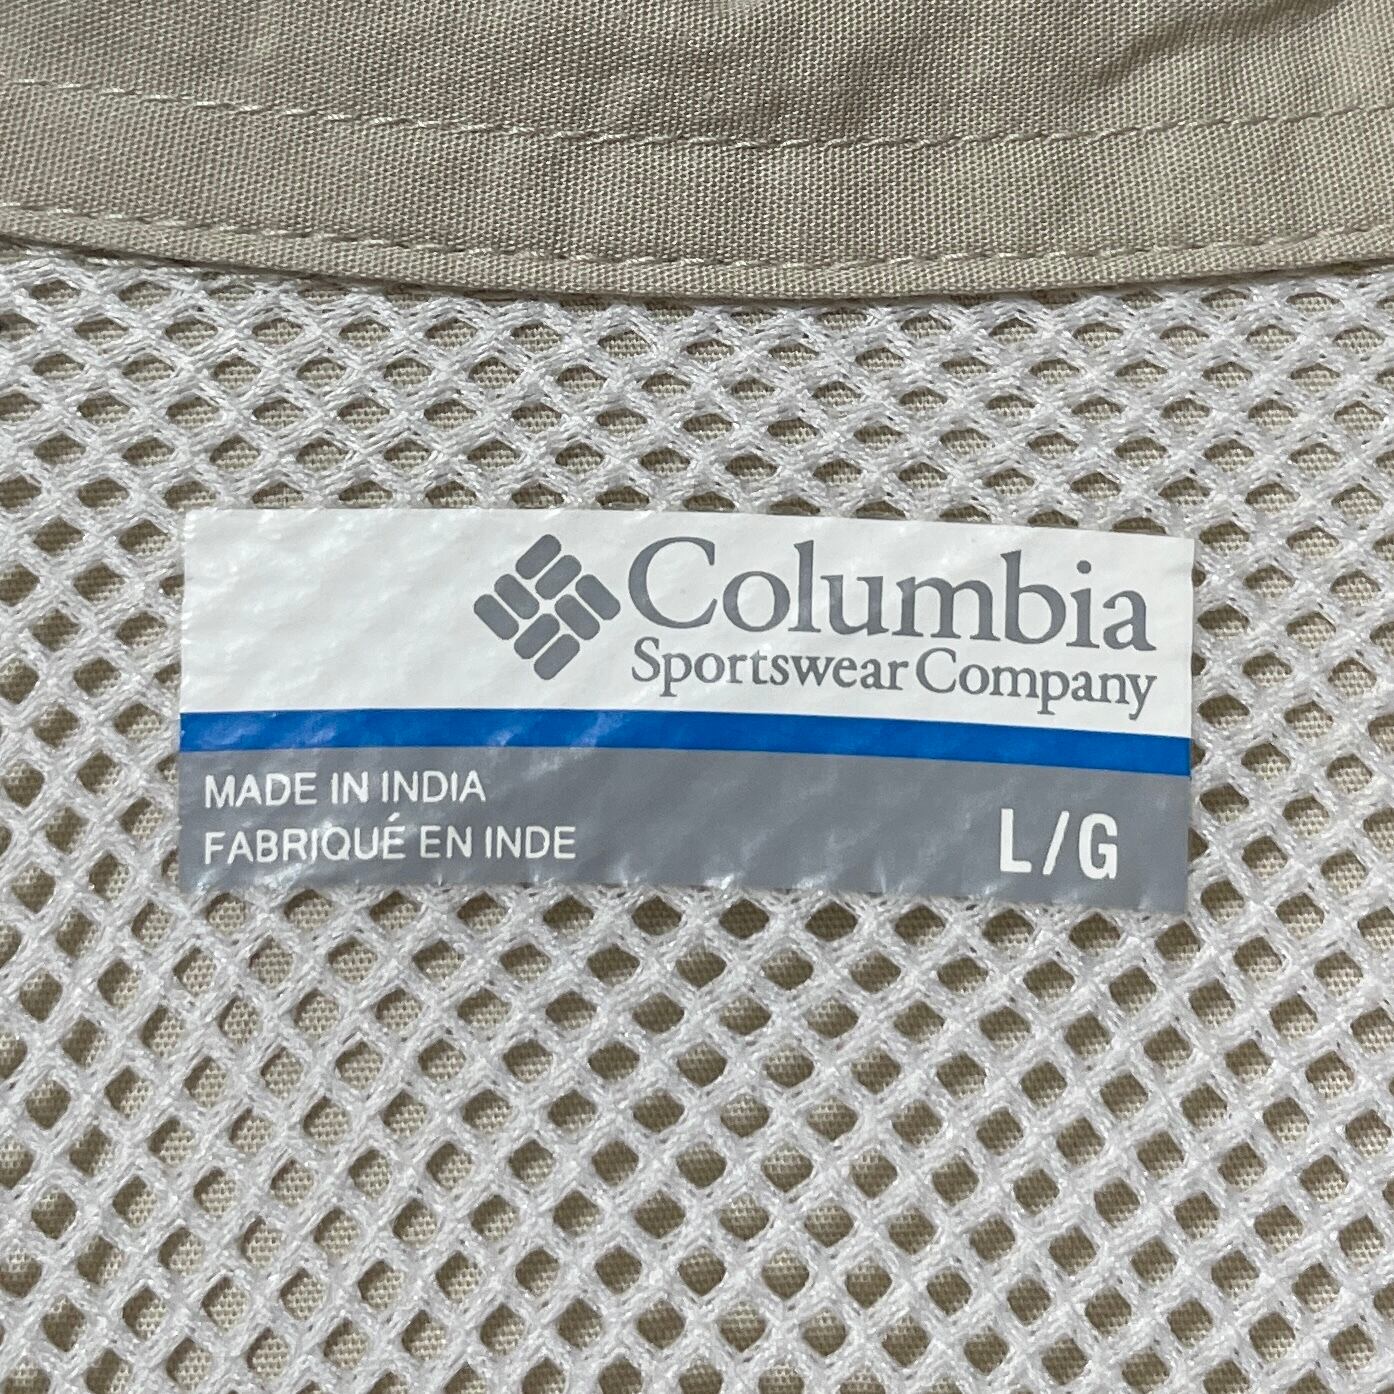 Columbia
Sportswear Company
MADE IN INDIA
FABRIQUÉ EN INDE
L/G